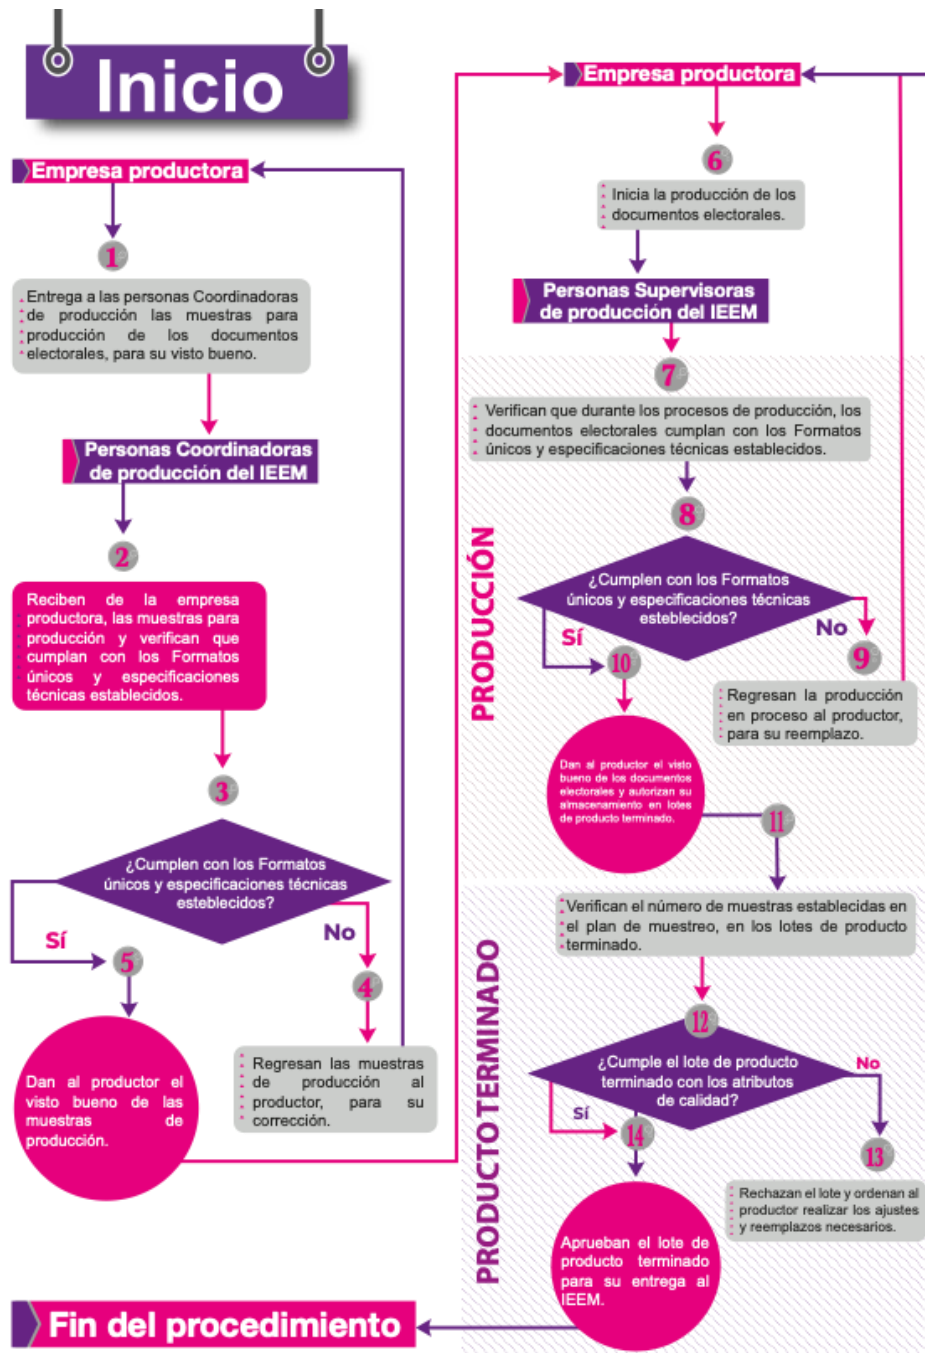 Inicio
Empresa productora
1
Entrega a las personas Coordinadoras
de producción las muestras para
producción de los documentos
electorales, para su visto bueno.
Personas Coordinadoras
de producción del IEEM
2
Reciben de la empresa
productora, las muestras para
producción y verifican que
cumplan con los Formatos
únicos y especificaciones
técnicas establecidos.
3
¿Cumplen con los Formatos
únicos y especificaciones técnicas
esteblecidos?
Sí
No
5
4
Dan al productor el
visto bueno de las
muestras de
producción.
Regresan las muestras
de producción al
productor, para su
corrección.
Empresa productora
6
Inicia la producción de los
documentos electorales.
Personas Supervisoras
de producción del IEEM
PRODUCCIÓN
7
Verifican que durante los procesos de producción, los
documentos electorales cumplan con los Formatos
únicos y especificaciones técnicas establecidos.
8
¿Cumplen con los Formatos
únicos y especificaciones técnicas
esteblecidos?
Sí
No
10
9
Regresan la producción
en proceso al productor,
para su reemplazo.
Dan al productor el visto
bueno de los documentos
electorales y autorizan su
almacenamiento en lotes
de producto terminado.
11
PRODUCTO TERMINADO
Verifican el número de muestras establecidas en
el plan de muestreo, en los lotes de producto
terminado.
12
¿Cumple el lote de producto
terminado con los atributos
de calidad?
Sí
No
14
13
Rechazan el lote y ordenan al
productor realizar los ajustes
y reemplazos necesarios.
Aprueban el lote de
producto terminado
para su entrega al
IEEM.
Fin del procedimiento